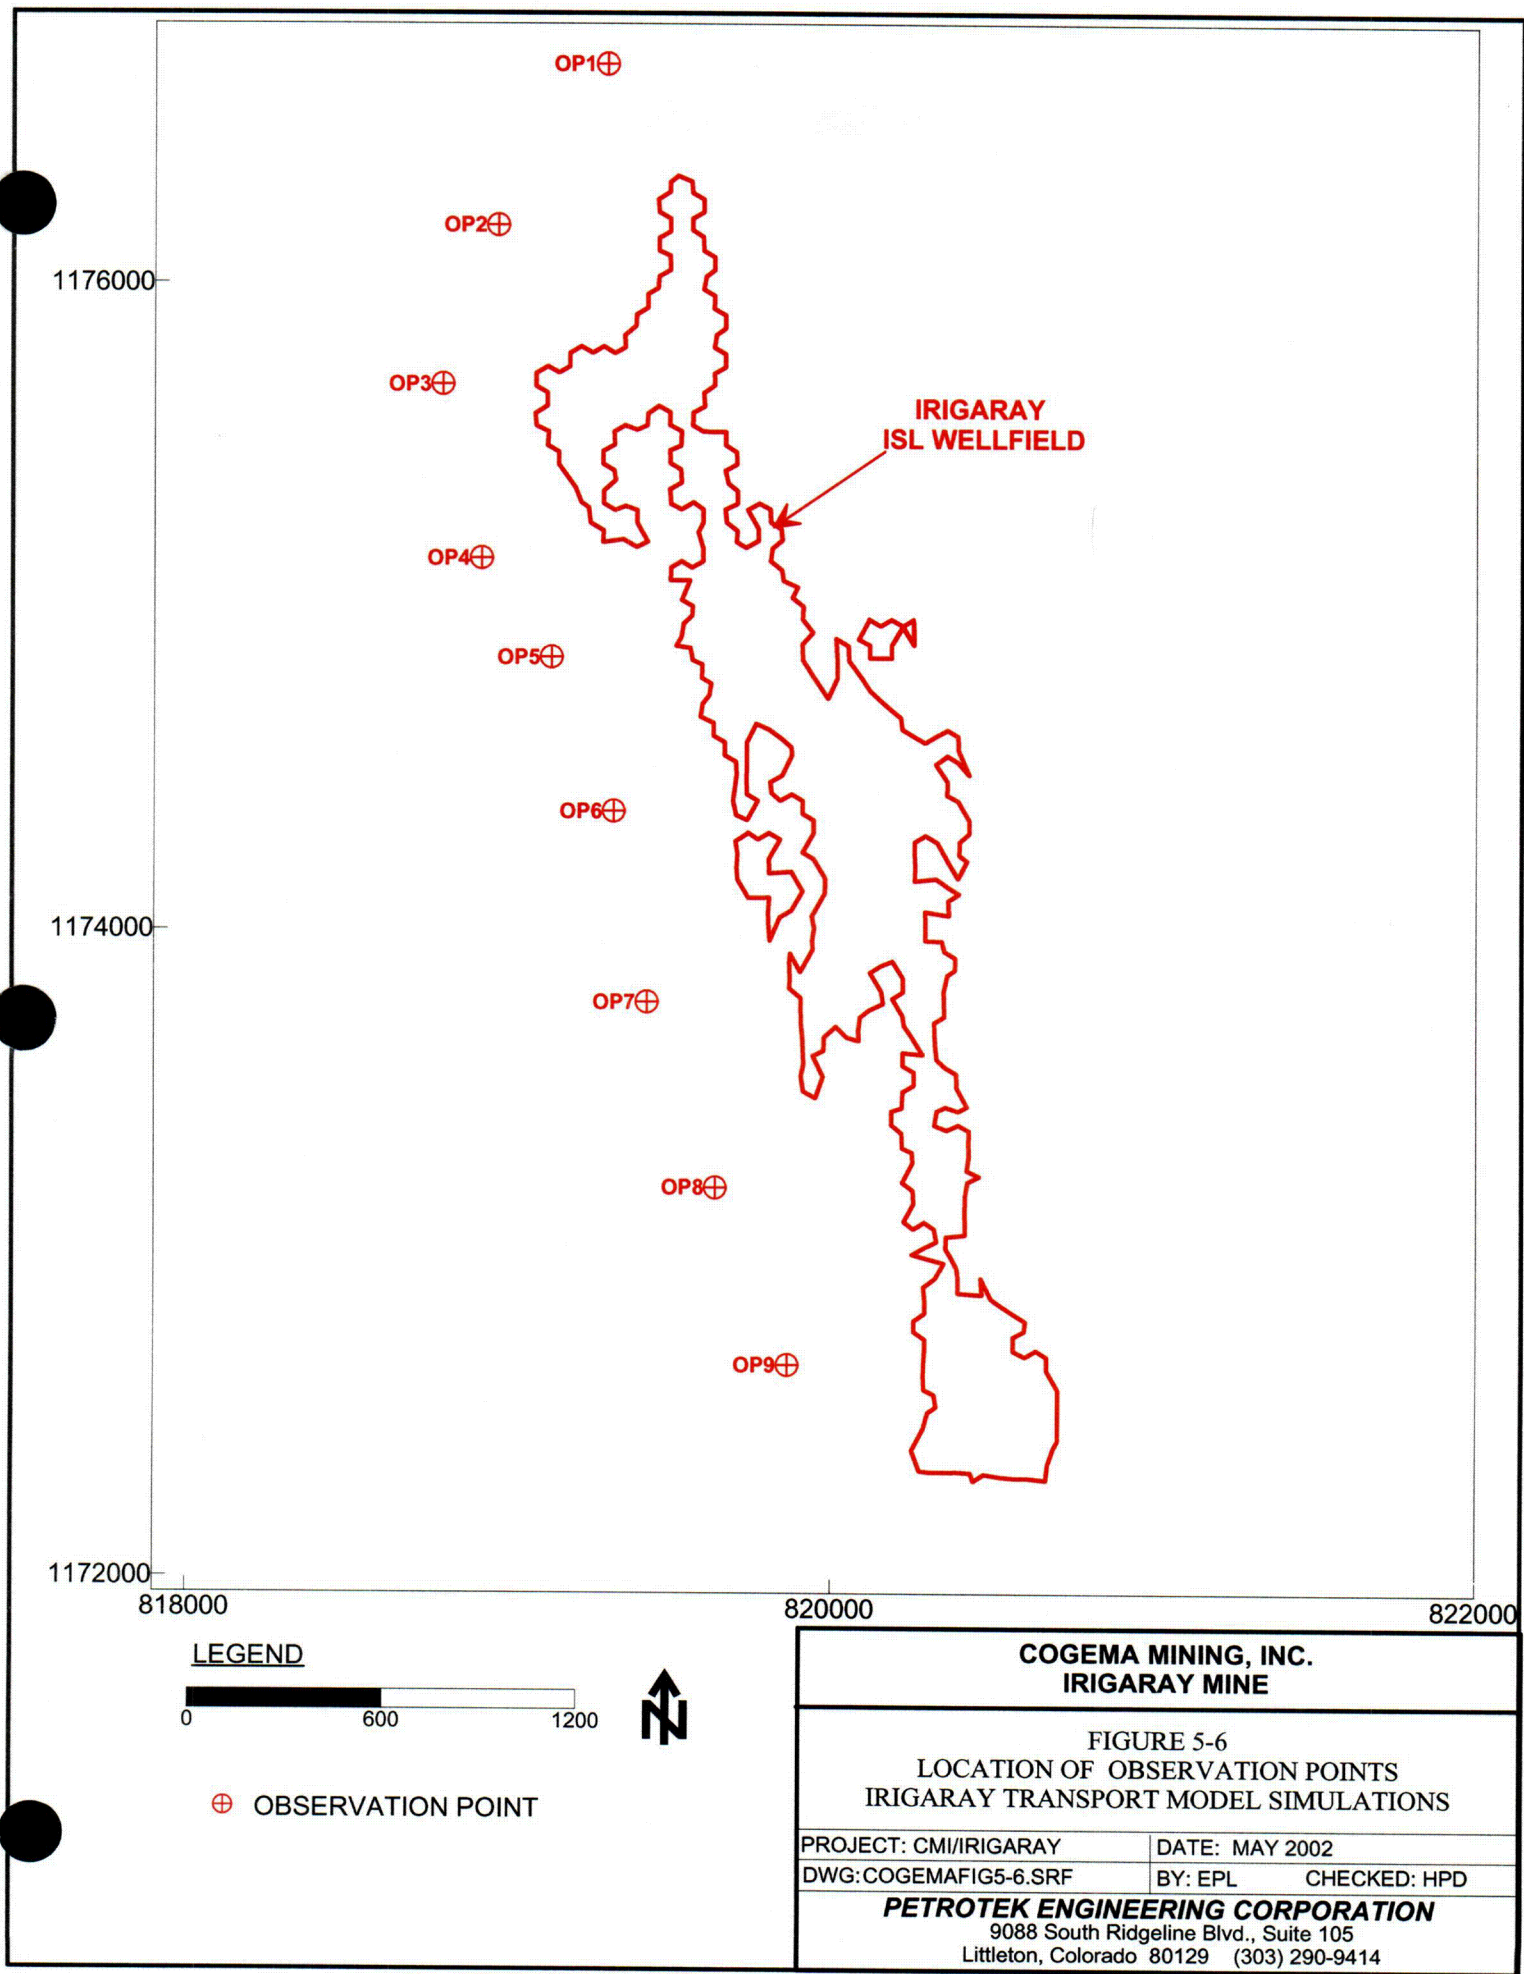 OP1
OP2
1176000
OP3
IRIGARAY
ISL WELLFIELD
OP4
OP5
OP6
1174000
OP7
OP8
OP9
1172000
818000
820000
822000
LEGEND
0
600
1200
N
OBSERVATION POINT
COGEMA MINING, INC.
IRIGARAY MINE
FIGURE 5-6
LOCATION OF OBSERVATION POINTS
IRIGARAY TRANSPORT MODEL SIMULATIONS
PROJECT: CMI/IRIGARAY
DATE: MAY 2002
DWG:COGEMAFIG5-6.SRF
BY: EPL CHECKED: HPD
PETROTEK ENGINEERING CORPORATION
9088 South Ridgeline Blvd., Suite 105
Littleton, Colorado 80129 (303) 290-9414